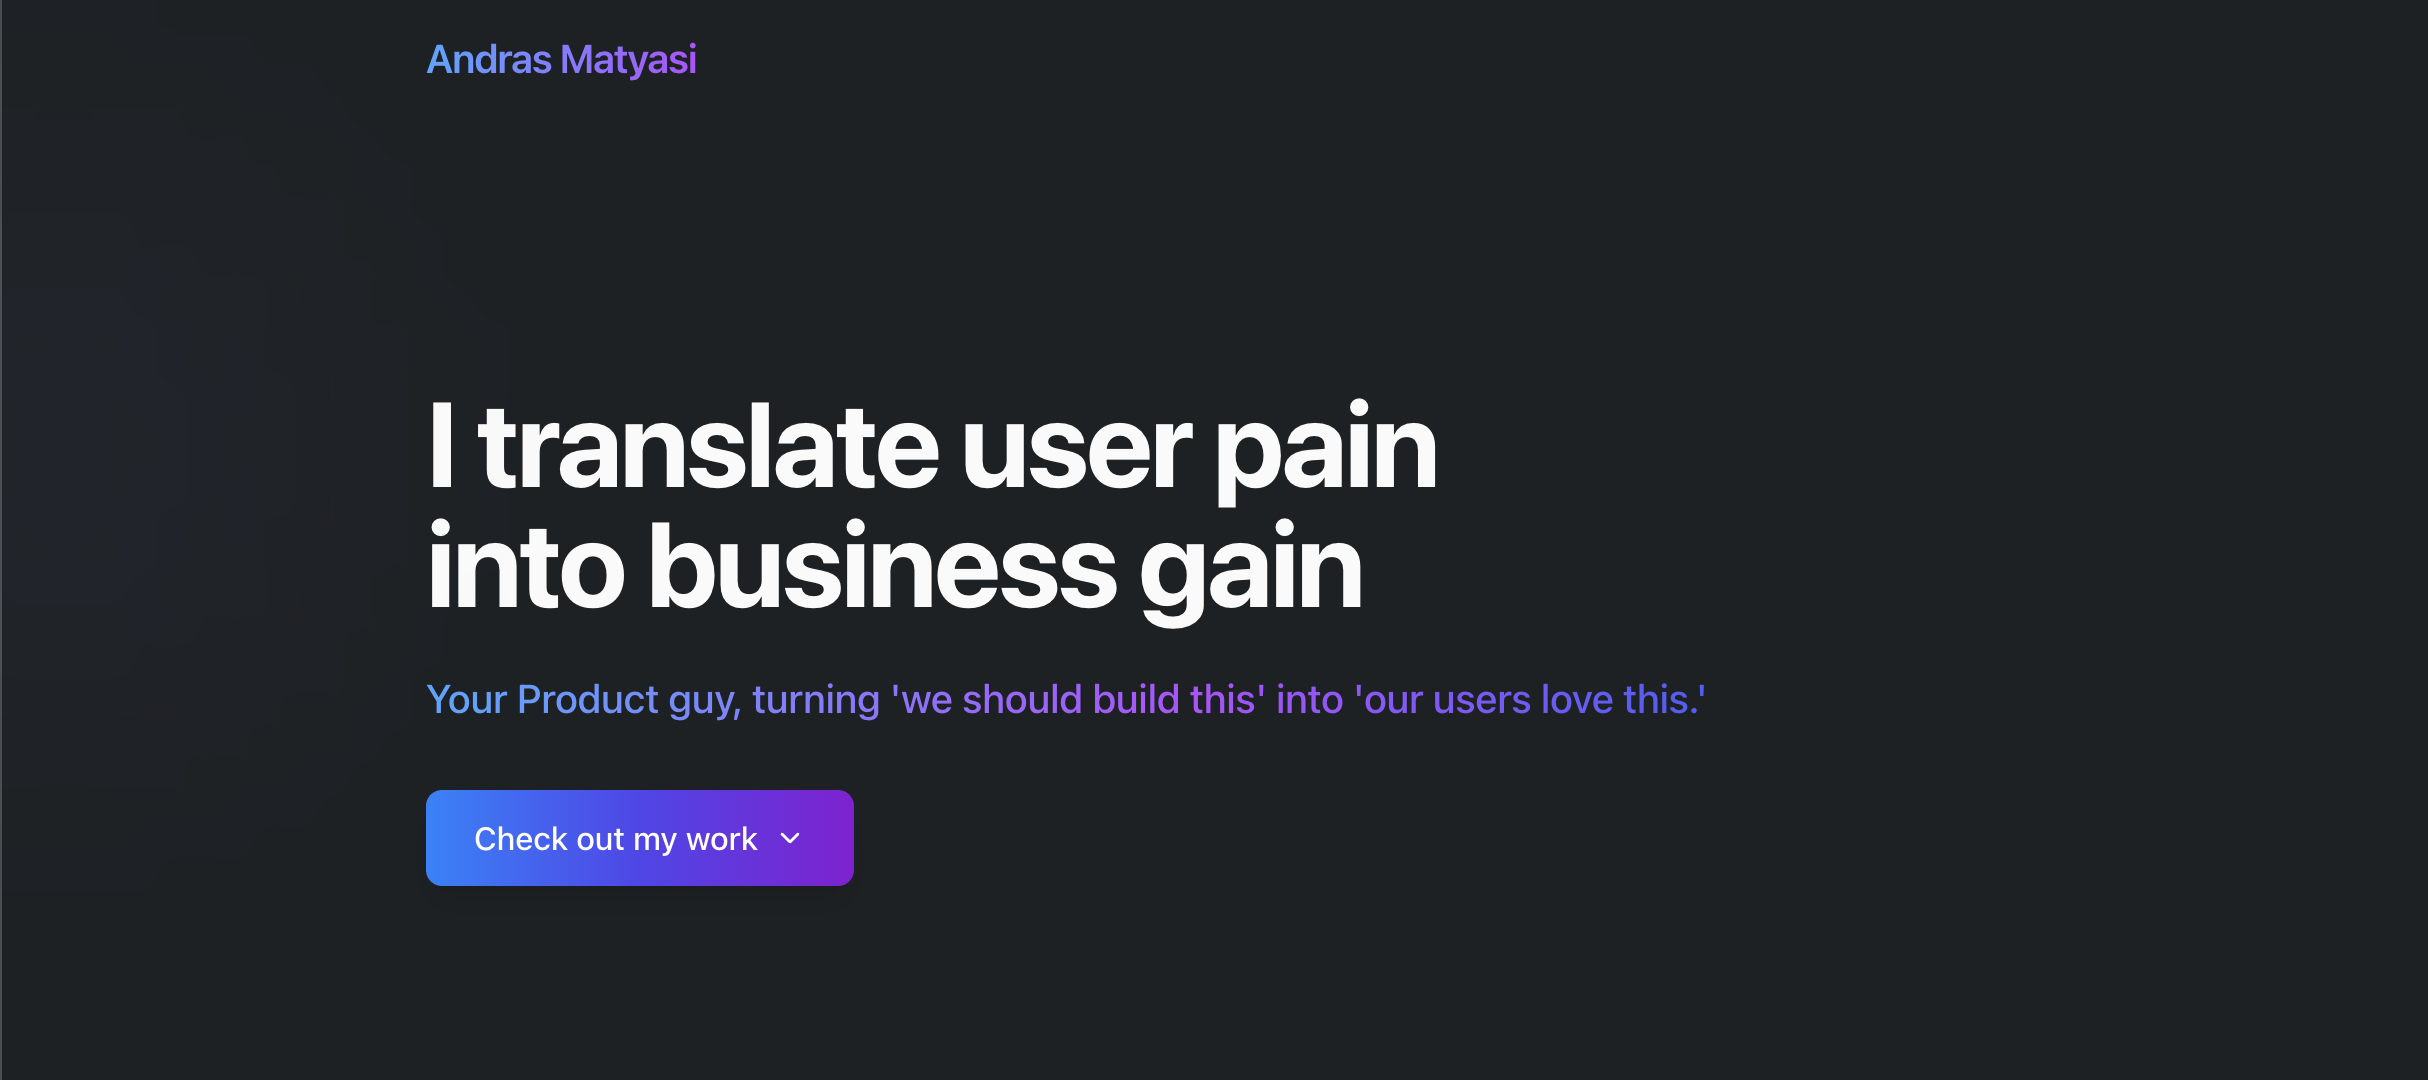 Andras Matyasi
I translate user pain
into business gain
Your Product guy, turning 'we should build this' into 'our users love this.'
Check out my work